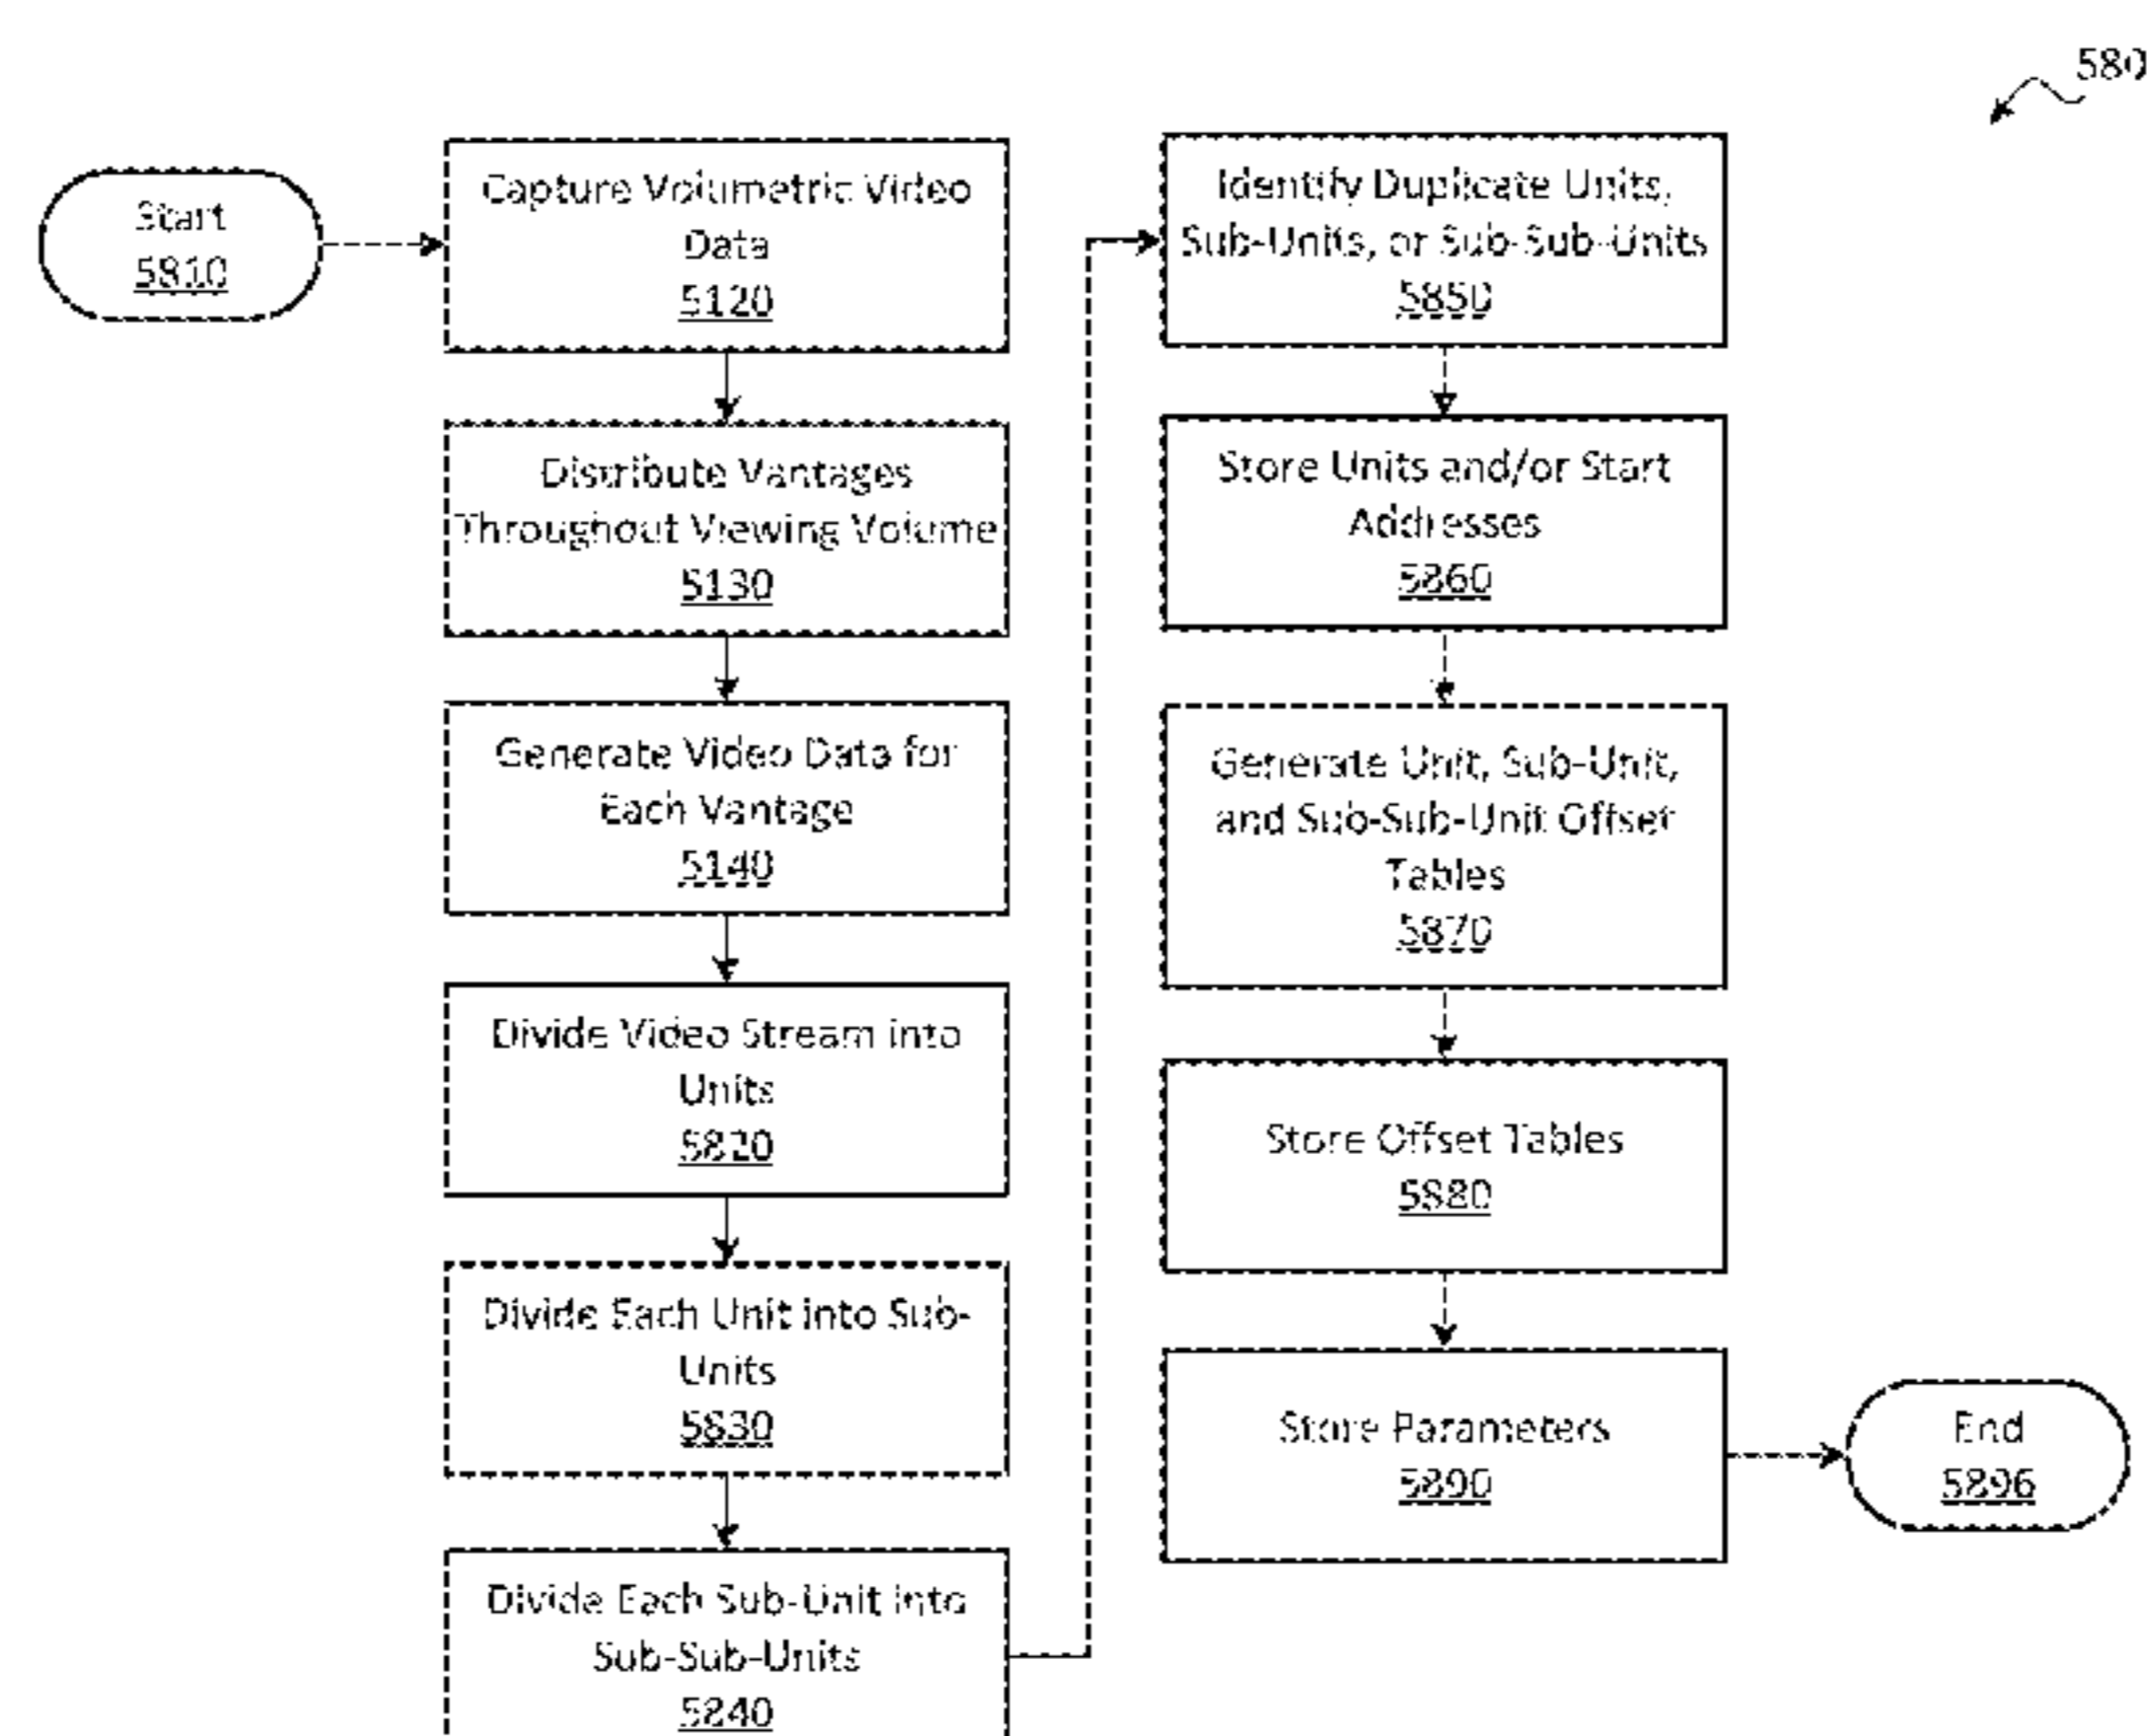 580
Start
5810
Capture Volumetric Video
Data
5120
Distribute Vantages
Throughout Viewing Volume
5130
Generate Video Data for
Each Vantage
5140
Divide Video Stream into
Units
5820
Divide Each Unit into Sub-
Units
5830
Divide Each Sub-Unit into
Sub-Sub-Units
5840
Identify Duplicate Units,
Sub-Units, or Sub-Sub-Units
5850
Store Units and/or Start
Addresses
5860
Generate Unit, Sub-Unit,
and Sub-Sub-Unit Offset
Tables
5870
Store Offset Tables
5880
Store Parameters
5890
End
5896